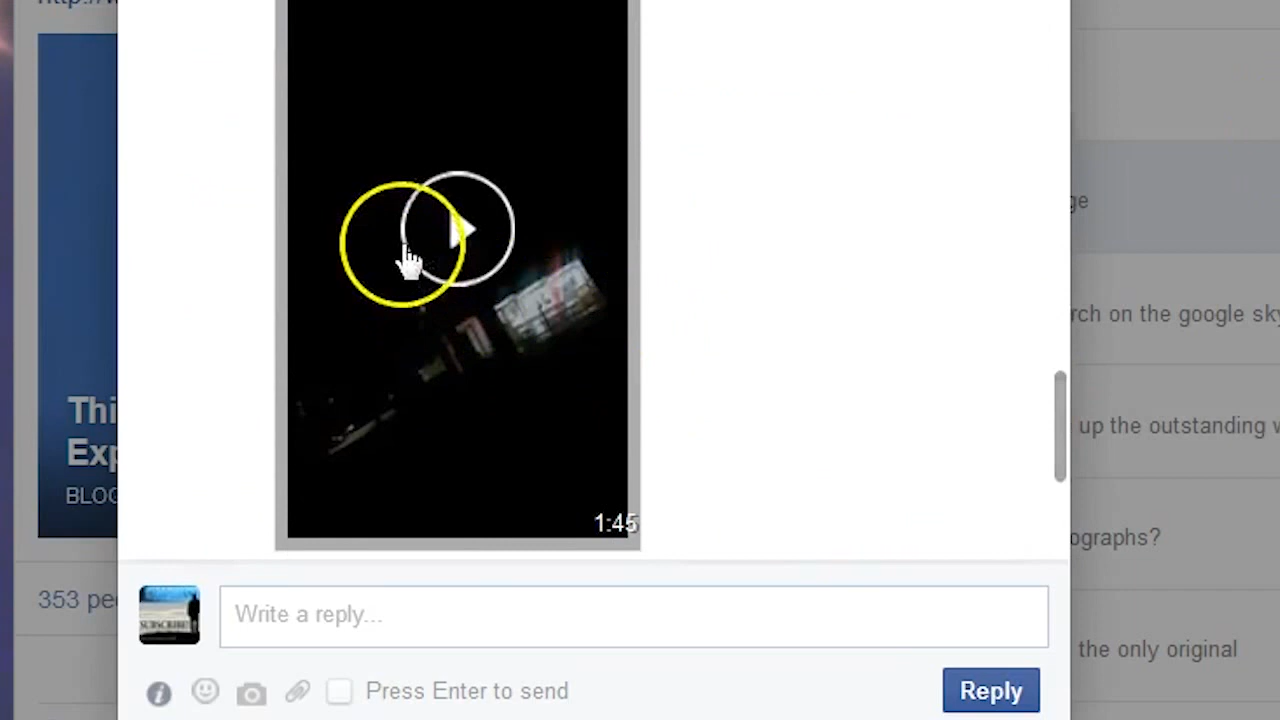 ge
rch on the google sky
Thi
Exp
BLOG
up the outstanding w
ographs?
1:45
353 pe
SUBSCRIBE
Write a reply...
the only original
Press Enter to send
Reply